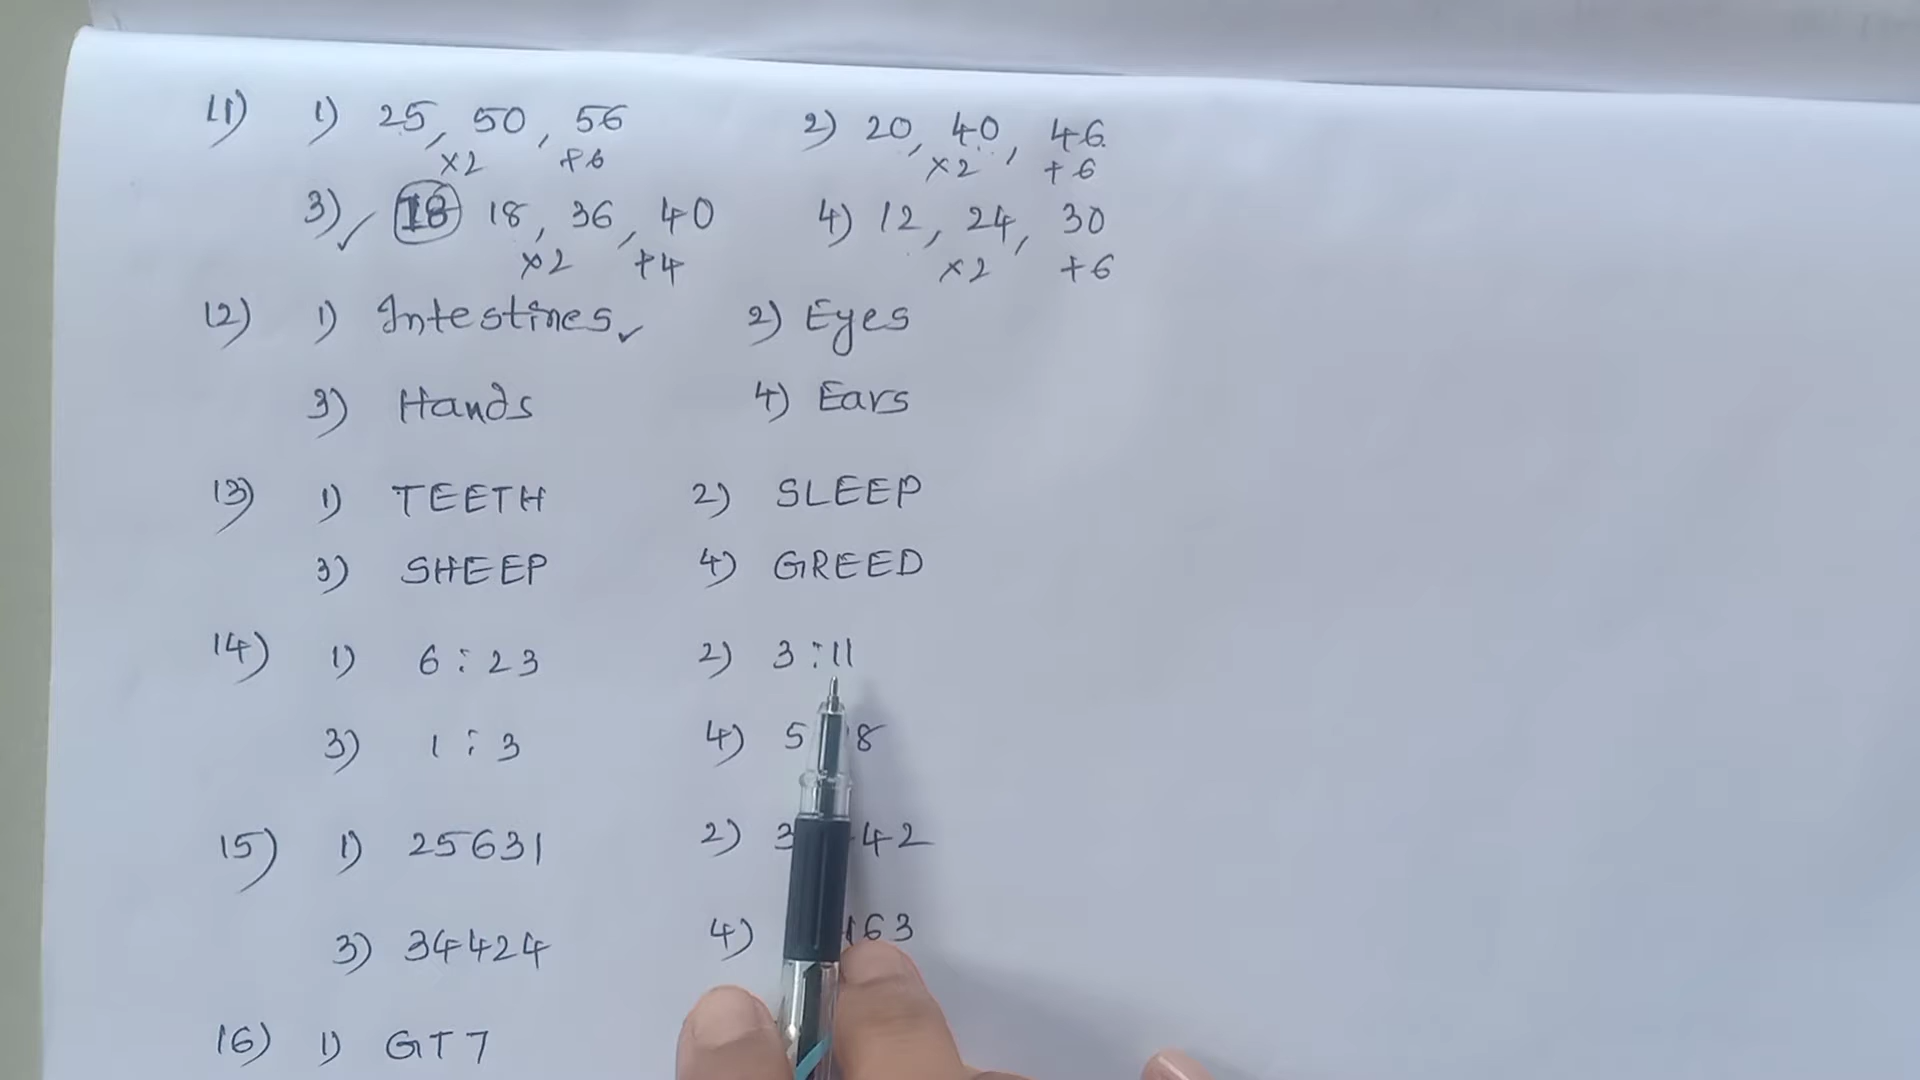 11) 1) 25, 50, 56 2) 20, 40, 46
×2 +6 ×2 +6
3) ✓ 18 18, 36, 40 4) 12, 24, 30
×2 +4 ×2 +6
12) 1) Intestines ✓ 2) Eyes
3) Hands 4) Ears
13) 1) TEETH 2) SLEEP
3) SHEEP 4) GREED
14) 1) 6 : 23 2) 3 : 11
3) 1 : 3 4) 5 8
15) 1) 25631 2) 3 42
3) 34424 4) 163
16) 1) GT7